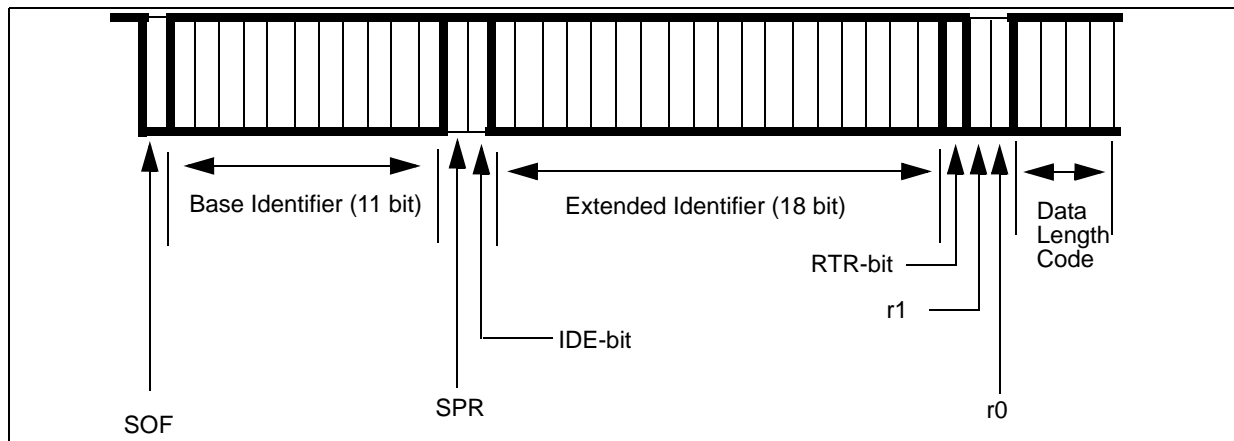 Base Identifier (11 bit)
Extended Identifier (18 bit)
Data
Length
Code
RTR-bit
r1
IDE-bit
SOF
SPR
r0